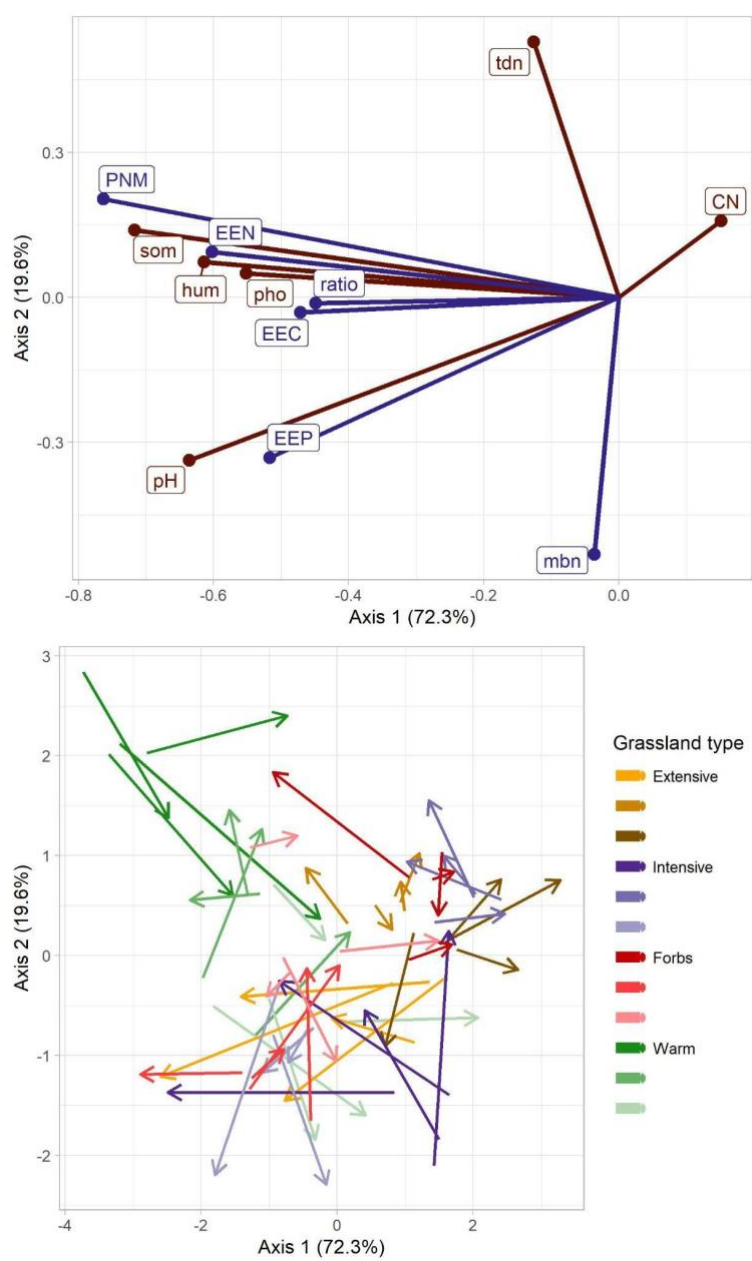 tdn
0.3
PNM
CN
EEN
som
Axis 2 (19.6%)
hum
pho
ratio
0.0
EEC
EEP
-0.3
pH
mbn
-0.8
-0.6
-0.4
-0.2
0.0
Axis 1 (72.3%)
3
2
1
0
-1
-2
Axis 2 (19.6%)
-4
-2
0
2
Axis 1 (72.3%)
Grassland type
Extensive
Intensive
Forbs
Warm